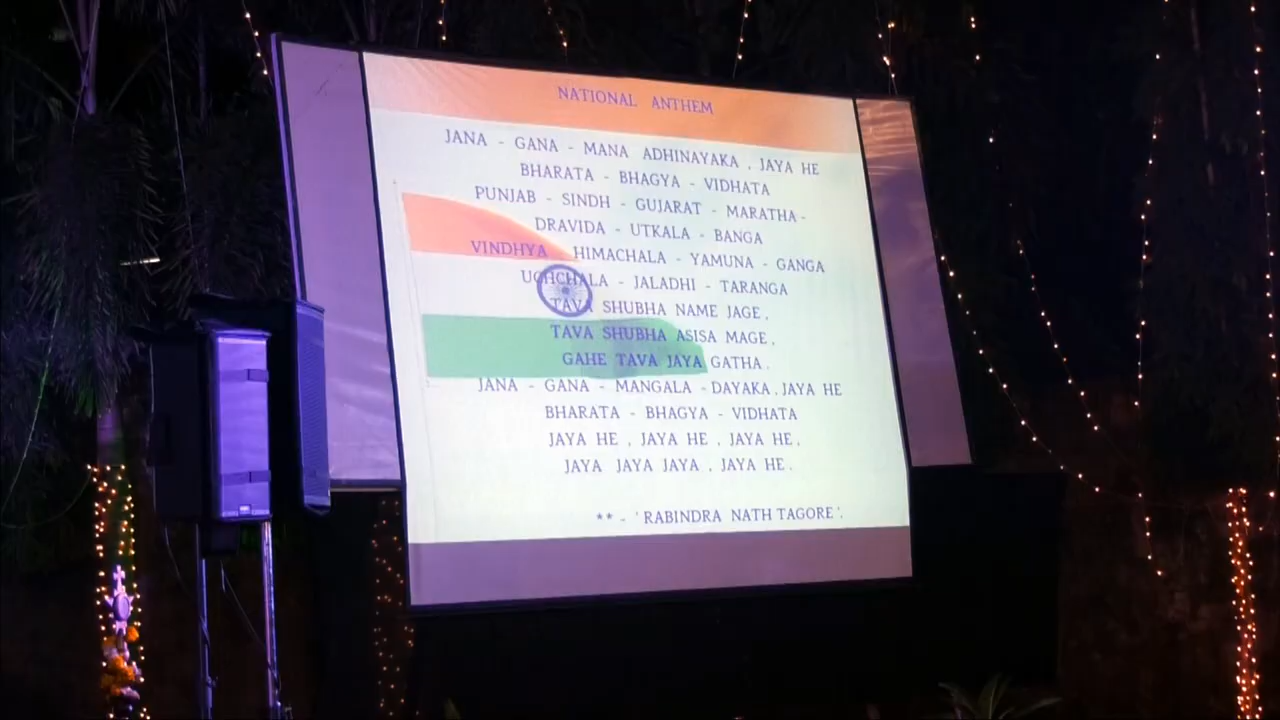 NATIONAL ANTHEM
JANA - GANA - MANA ADHINAYAKA , JAYA HE
BHARATA - BHAGYA - VIDHATA
PUNJAB - SINDH - GUJARAT - MARATHA -
DRAVIDA - UTKALA - BANGA
VINDHYA HIMACHALA - YAMUNA - GANGA
UCHCHALA - JALADHI - TARANGA
TAVA SHUBHA NAME JAGE ,
TAVA SHUBHA ASISA MAGE ,
GAHE TAVA JAYA GATHA .
JANA - GANA - MANGALA - DAYAKA , JAYA HE
BHARATA - BHAGYA - VIDHATA
JAYA HE , JAYA HE , JAYA HE ,
JAYA JAYA JAYA , JAYA HE .
** - ' RABINDRA NATH TAGORE '.